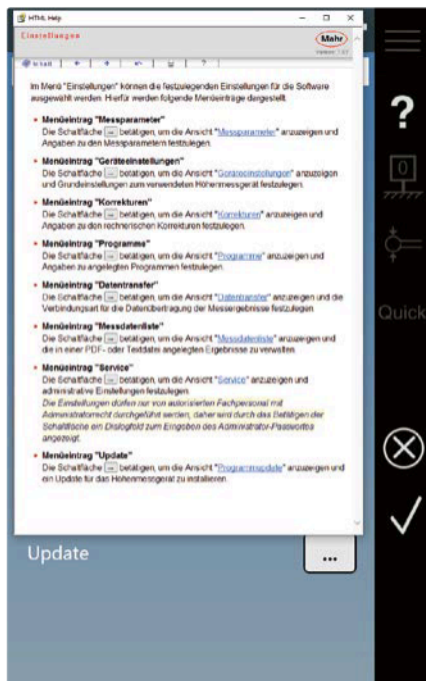 HTML Help
Einstellungen
Mahr
Inhalt
?
Im Menü "Einstellungen" können die festzulegenden Einstellungen für die Software
ausgewählt werden. Hierfür werden folgende Menüeinträge dargestellt.
• Menüeintrag "Messparameter"
Die Schaltfläche ... betätigen, um die Ansicht "Messparameter" anzuzeigen und
Angaben zu den Messparametern festzulegen.
• Menüeintrag "Geräteeinstellungen"
Die Schaltfläche ... betätigen, um die Ansicht "Geräteeinstellungen" anzuzeigen
und Grundeinstellungen zum verwendeten Höhenmessgerät festzulegen.
• Menüeintrag "Korrekturen"
Die Schaltfläche ... betätigen, um die Ansicht "Korrekturen" anzuzeigen und
Angaben zu den rechnerischen Korrekturen festzulegen.
• Menüeintrag "Programme"
Die Schaltfläche ... betätigen, um die Ansicht "Programme" anzuzeigen und
Angaben zu angelegten Programmen festzulegen.
• Menüeintrag "Datentransfer"
Die Schaltfläche ... betätigen, um die Ansicht "Datentransfer" anzuzeigen und die
Verbindungsart für die Datenübertragung der Messergebnisse festzulegen.
• Menüeintrag "Messdatenliste"
Die Schaltfläche ... betätigen, um die Ansicht "Messdatenliste" anzuzeigen und
die in einer PDF- oder Textdatei angelegten Ergebnisse zu verwalten.
• Menüeintrag "Service"
Die Schaltfläche ... betätigen, um die Ansicht "Service" anzuzeigen und
administrative Einstellungen festzulegen.
Die Einstellungen dürfen nur von autorisierten Fachpersonal mit
Administratorrecht durchgeführt werden, daher wird durch das Betätigen der
Schaltfläche ein Dialogfeld zum Eingeben des Administrator-Passwortes
angezeigt.
• Menüeintrag "Update"
Die Schaltfläche ... betätigen, um die Ansicht "Programmupdate" anzuzeigen und
ein Update für das Höhenmessgerät zu installieren.
Update
...
?
0
Quick